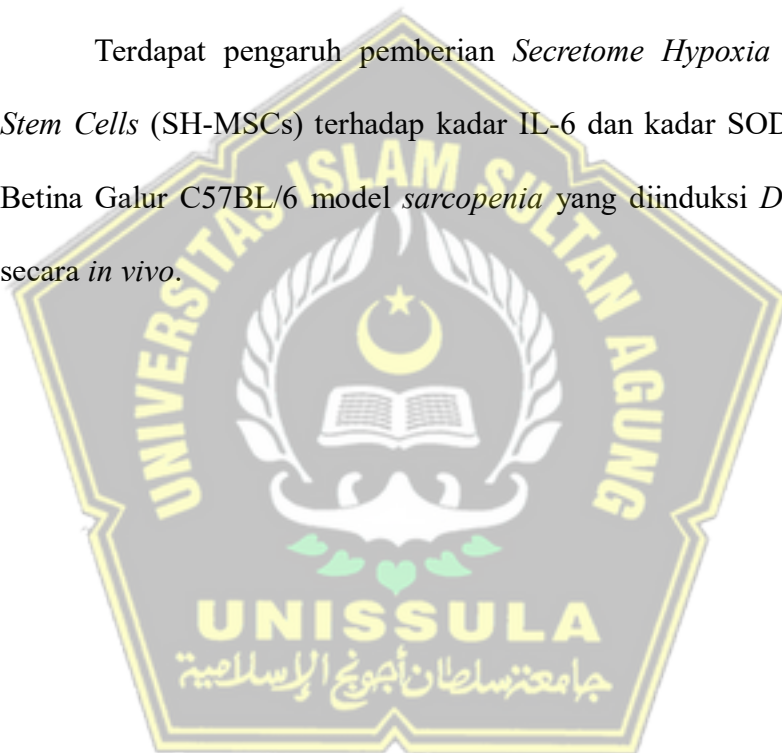 Terdapat pengaruh pemberian Secretome Hypoxia
Stem Cells (SH-MSCs) terhadap kadar IL-6 dan kadar SOD
Betina Galur C57BL/6 model sarcopenia yang diinduksi D
secara in vivo.
UNIVERSITAS ISLAM SULTAN AGUNG
UNISSULA
جامعة سلطان أجونج الإسلامية